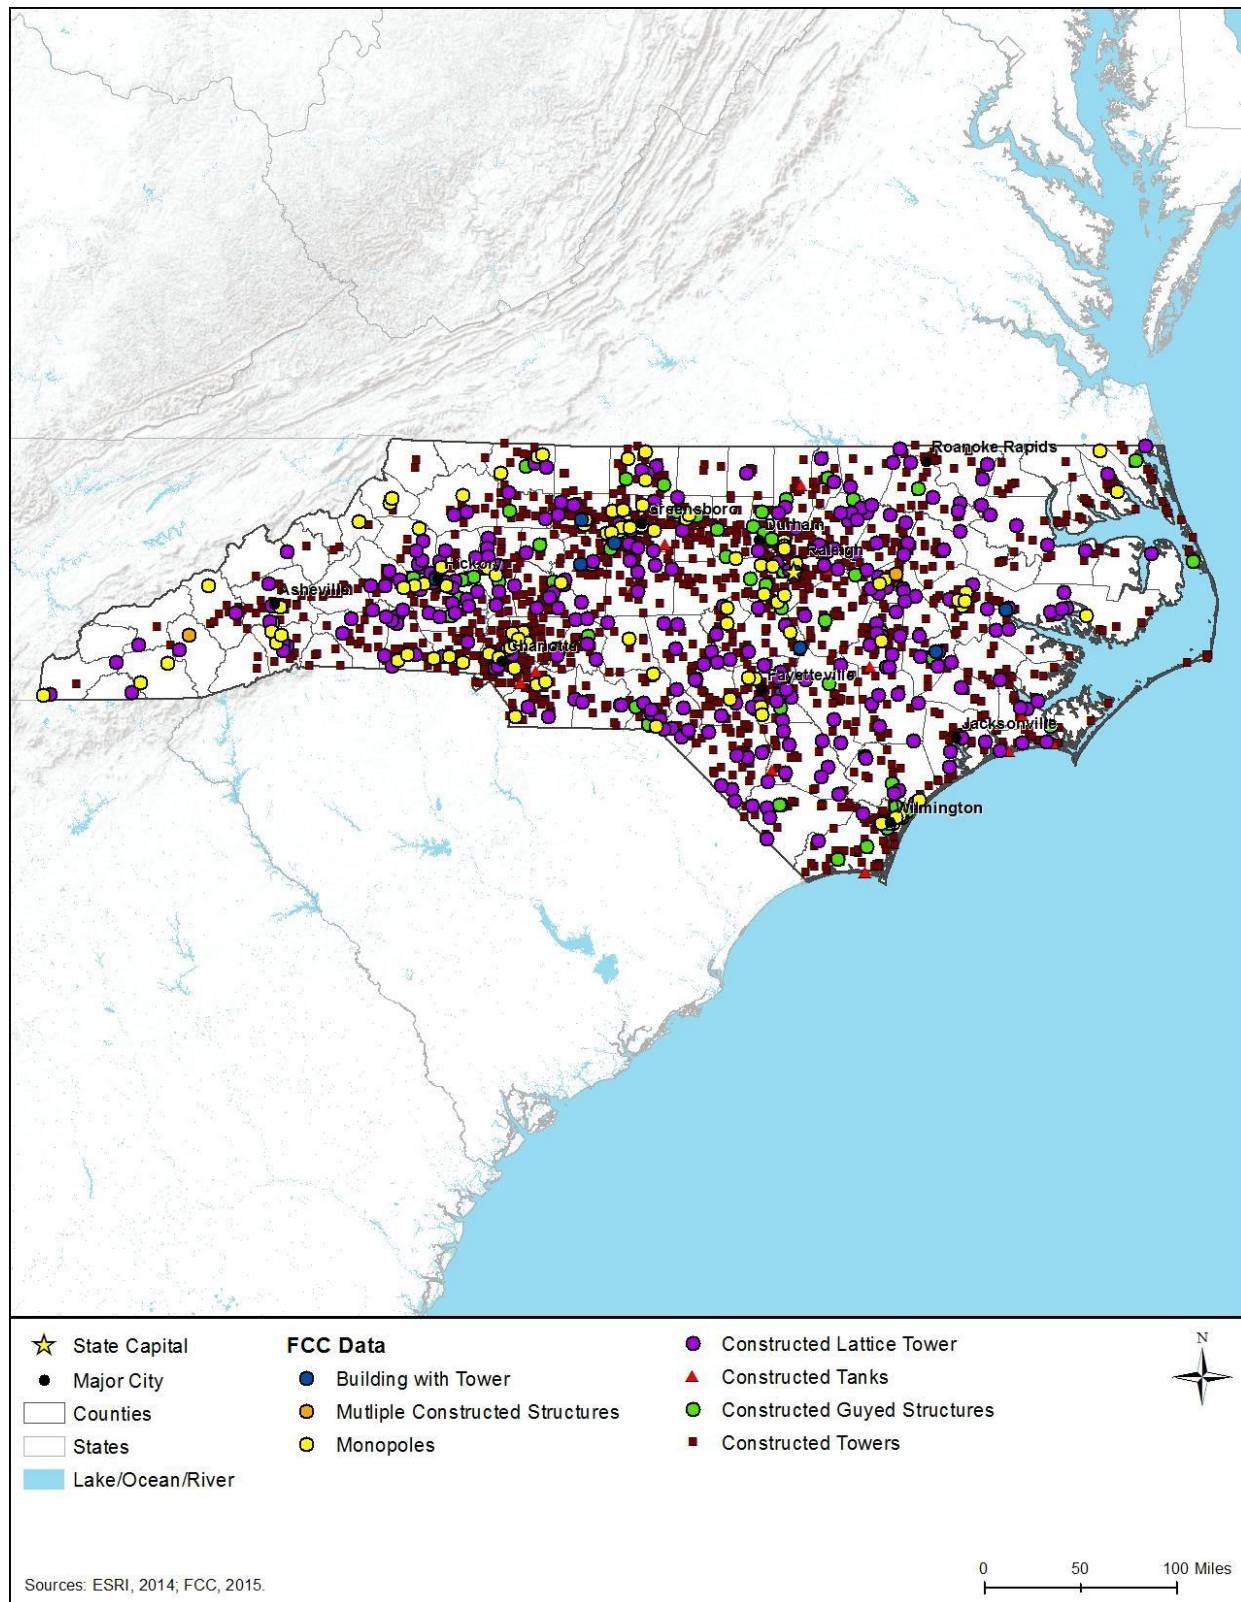 Roanoke Rapids
Greensboro
Durham
Raleigh
Hickory
Asheville
Charlotte
Fayetteville
Jacksonville
Wilmington
State Capital
Major City
Counties
States
Lake/Ocean/River
FCC Data
Building with Tower
Mutliple Constructed Structures
Monopoles
Constructed Lattice Tower
Constructed Tanks
Constructed Guyed Structures
Constructed Towers
N
0 50 100 Miles
Sources: ESRI, 2014; FCC, 2015.